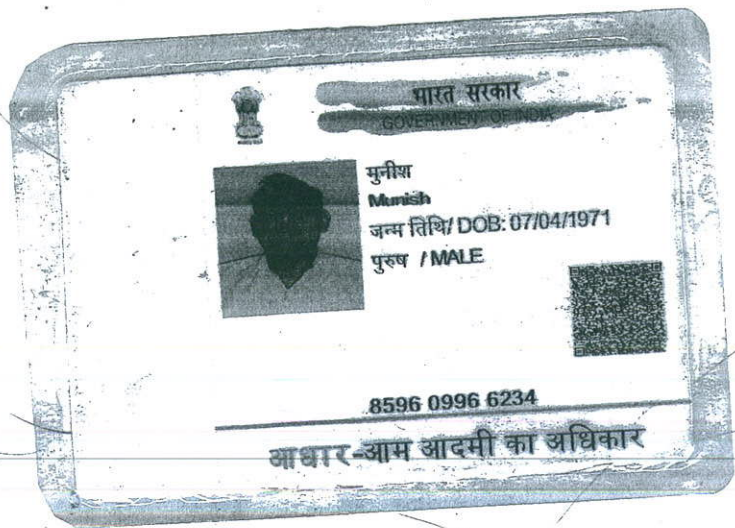 भारत सरकार
GOVERNMENT OF INDIA
मुनीश
Munish
जन्म तिथि/ DOB: 07/04/1971
पुरुष / MALE
8596 0996 6234
आधार-आम आदमी का अधिकार